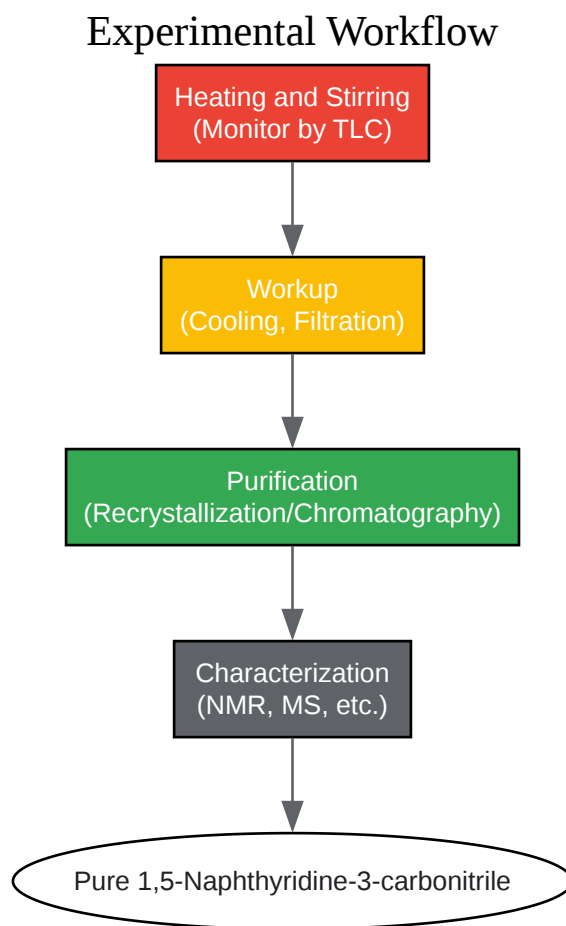 Experimental Workflow
Heating and Stirring
(Monitor by TLC)
Workup
(Cooling, Filtration)
Purification
(Recrystallization/Chromatography)
Characterization
(NMR, MS, etc.)
Pure 1,5-Naphthyridine-3-carbonitrile